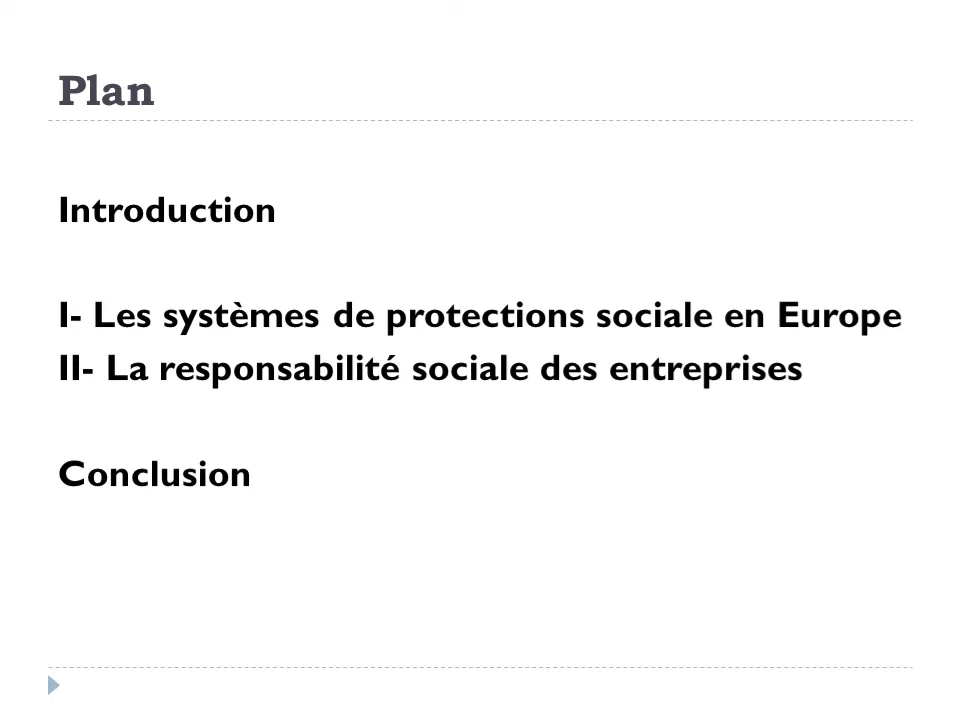 Plan
Introduction
I- Les systèmes de protections sociale en Europe
II- La responsabilité sociale des entreprises
Conclusion